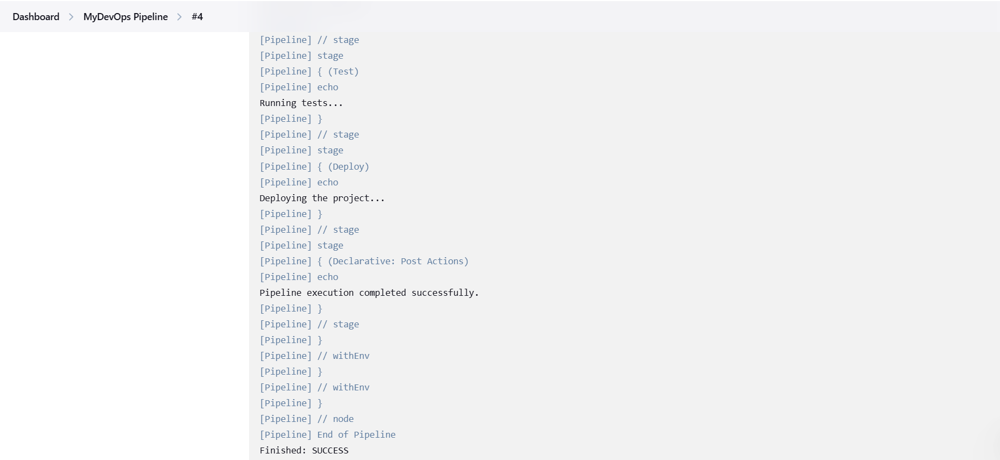 Dashboard > MyDevOps Pipeline > #4
[Pipeline] // stage
[Pipeline] stage
[Pipeline] { (Test)
[Pipeline] echo
Running tests...
[Pipeline] }
[Pipeline] // stage
[Pipeline] stage
[Pipeline] { (Deploy)
[Pipeline] echo
Deploying the project...
[Pipeline] }
[Pipeline] // stage
[Pipeline] stage
[Pipeline] { (Declarative: Post Actions)
[Pipeline] echo
Pipeline execution completed successfully.
[Pipeline] }
[Pipeline] // stage
[Pipeline] }
[Pipeline] // withEnv
[Pipeline] }
[Pipeline] // withEnv
[Pipeline] }
[Pipeline] // node
[Pipeline] End of Pipeline
Finished: SUCCESS